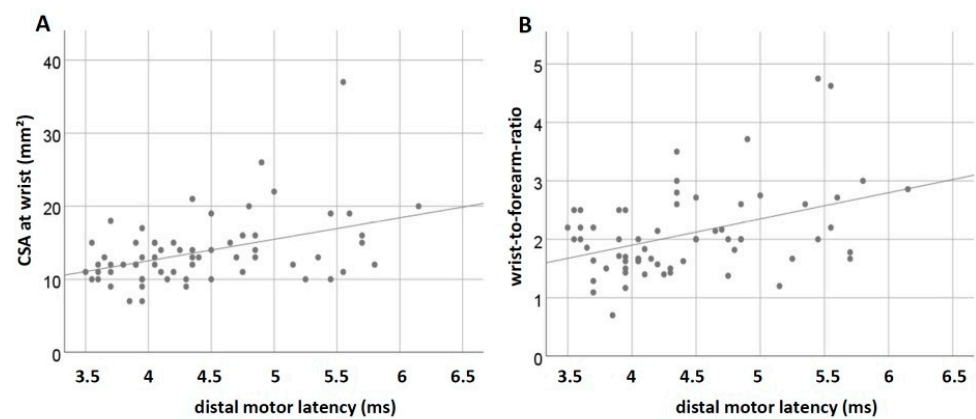 A
CSA at wrist (mm²)
40
30
20
10
0
3.5 4 4.5 5 5.5 6 6.5
distal motor latency (ms)
B
wrist-to-forearm-ratio
5
4
3
2
1
0
3.5 4 4.5 5 5.5 6 6.5
distal motor latency (ms)